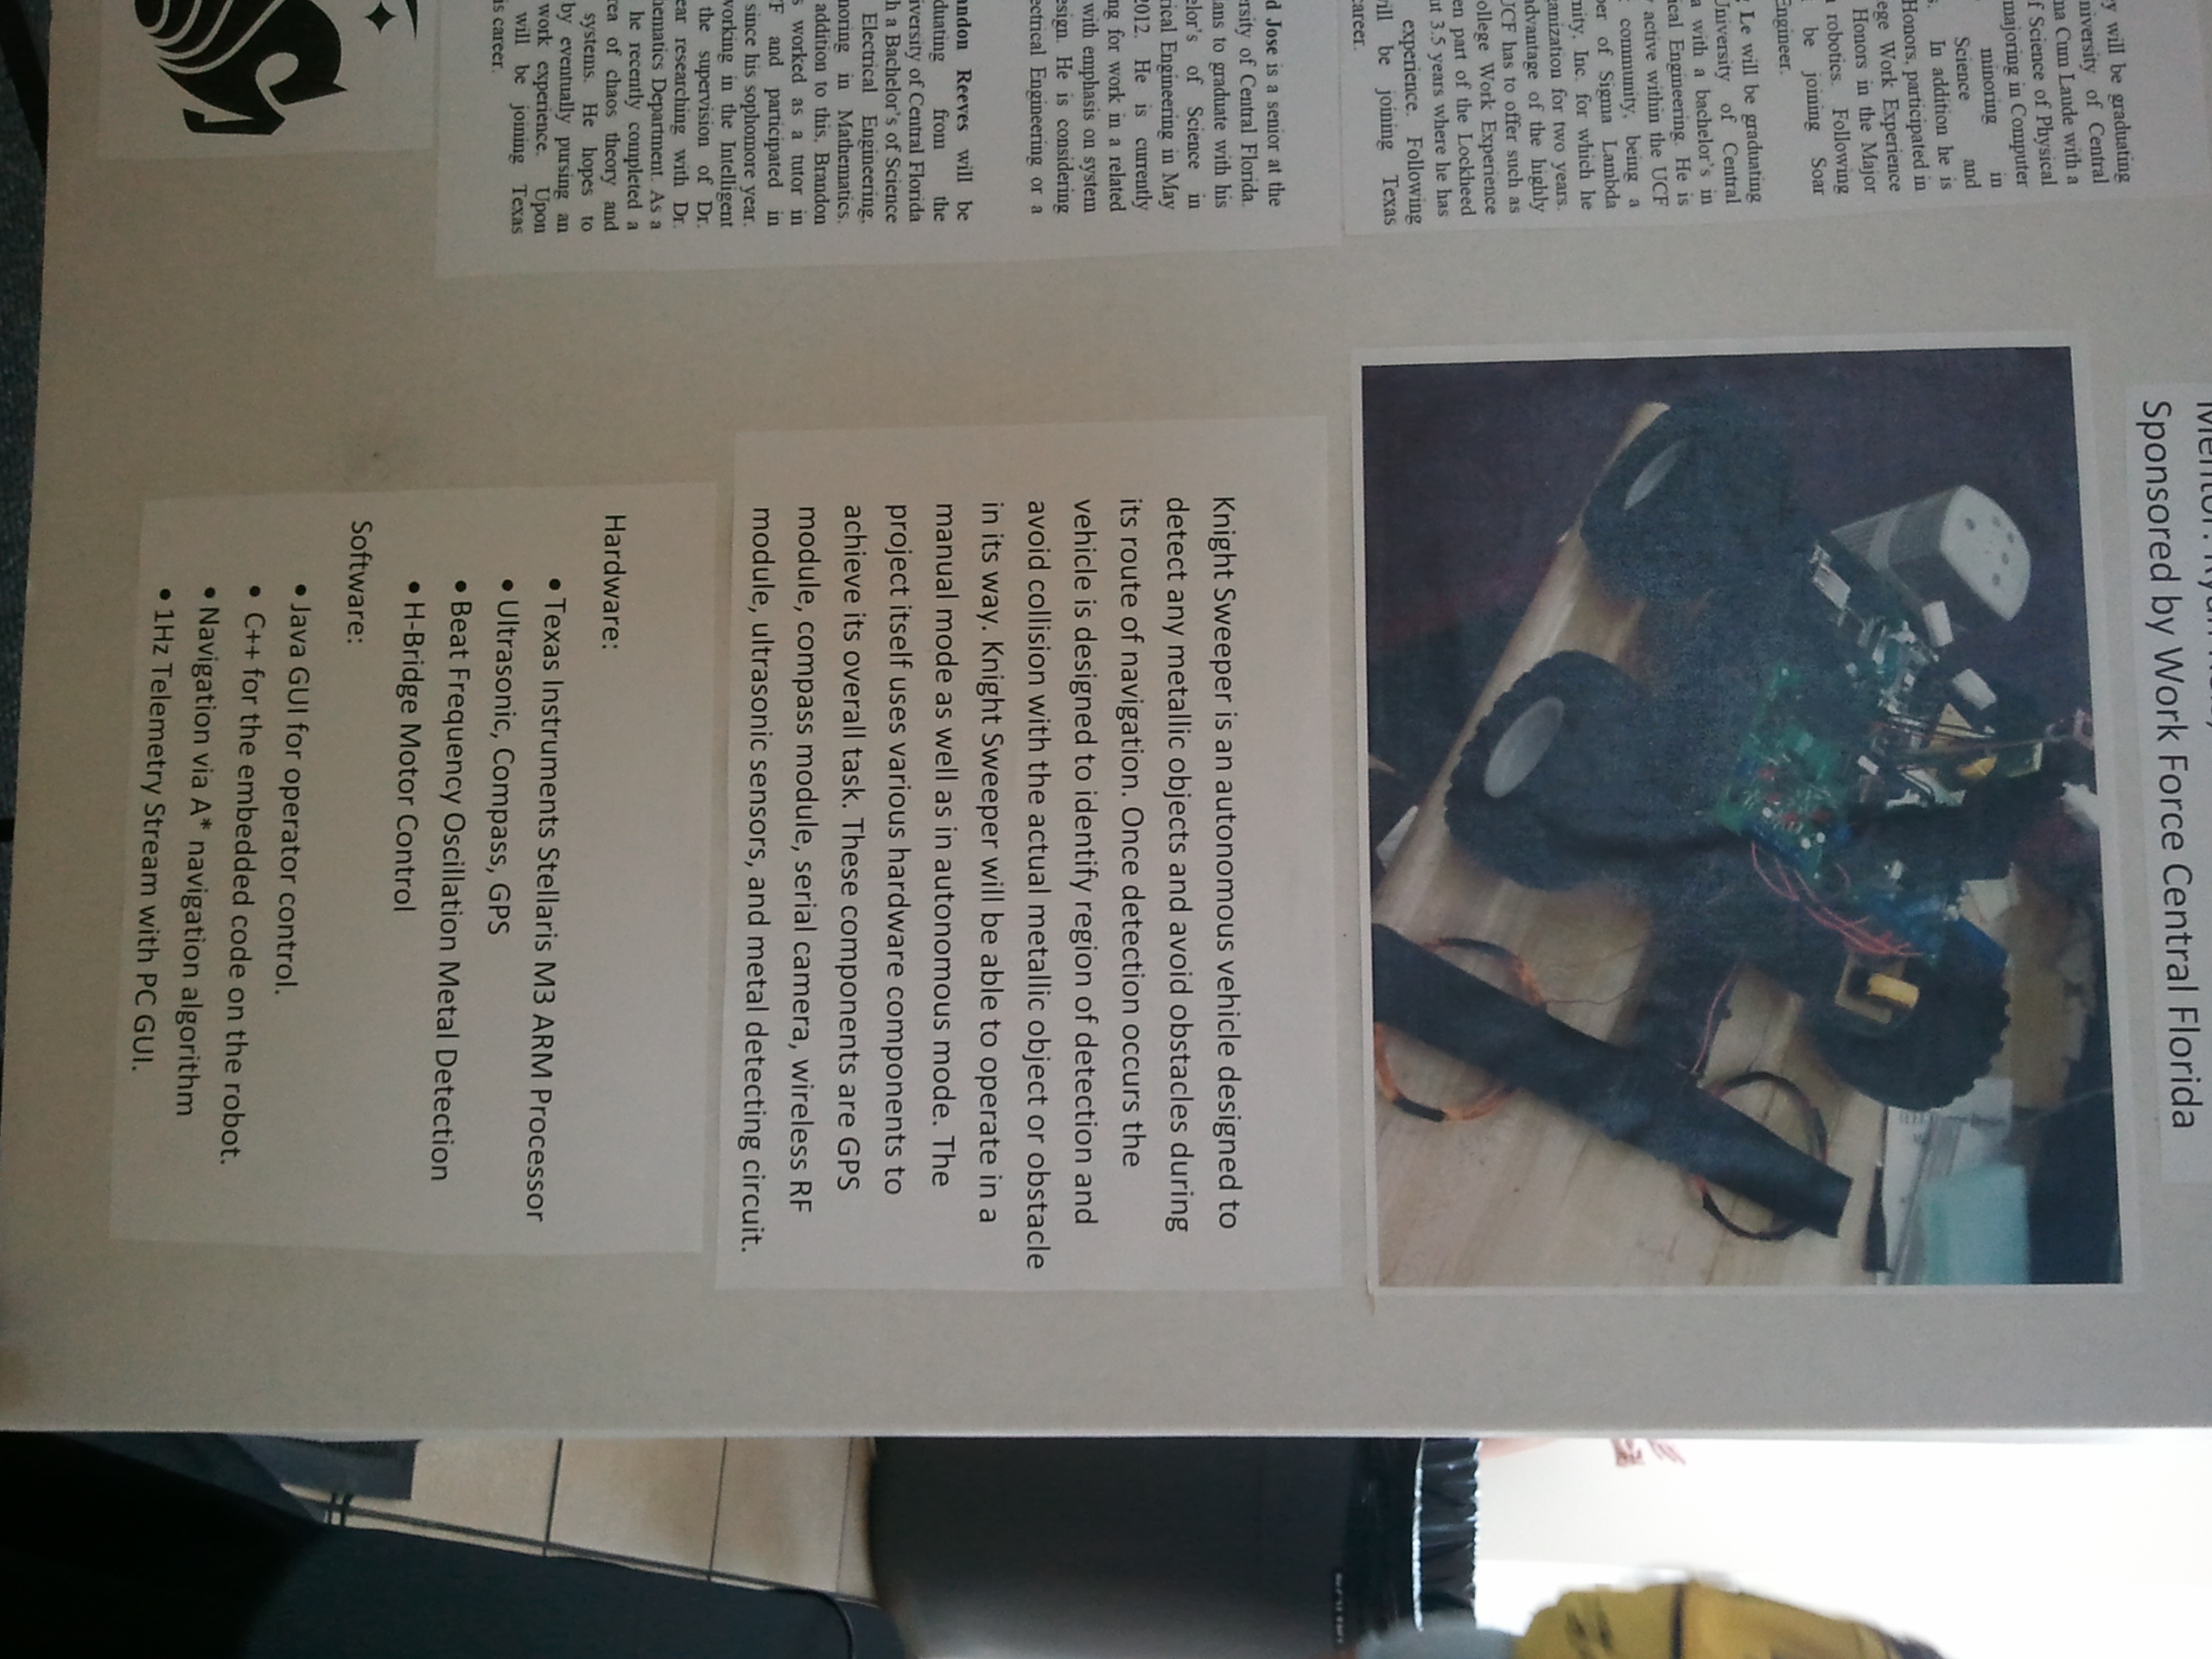 Mentor: Ryan
Sponsored by Work Force Central Florida
y will be graduating
niversity of Central
na Cum Laude with a
f Science of Physical
majoring in Computer
minoring in
Science and
s. In addition he is
Honors, participated in
ege Work Experience
Honors in the Major
robotics. Following
be joining Soar
Engineer.
Le will be graduating
University of Central
a with a bachelor's in
ical Engineering. He is
active within the UCF
community, being a
ber of Sigma Lambda
nity, Inc. for which he
anization for two years.
advantage of the highly
UCF has to offer such as
ollege Work Experience
en part of the Lockheed
ut 3.5 years where he has
experience. Following
will be joining Texas
career.
d Jose is a senior at the
ersity of Central Florida.
ans to graduate with his
elor's of Science in
rical Engineering in May
2012. He is currently
ng for work in a related
with emphasis on system
esign. He is considering
ectrical Engineering or a
andon Reeves will be
duating from the
iversity of Central Florida
h a Bachelor's of Science
Electrical Engineering,
noring in Mathematics.
addition to this, Brandon
s worked as a tutor in
F and participated in
since his sophomore year.
working in the Intelligent
the supervision of Dr.
ear researching with Dr.
hematics Department. As a
he recently completed a
rea of chaos theory and
systems. He hopes to
by eventually pursing an
work experience. Upon
will be joining Texas
is career.
Knight Sweeper is an autonomous vehicle designed to
detect any metallic objects and avoid obstacles during
its route of navigation. Once detection occurs the
vehicle is designed to identify region of detection and
avoid collision with the actual metallic object or obstacle
in its way. Knight Sweeper will be able to operate in a
manual mode as well as in autonomous mode. The
project itself uses various hardware components to
achieve its overall task. These components are GPS
module, compass module, serial camera, wireless RF
module, ultrasonic sensors, and metal detecting circuit.
Hardware:
• Texas Instruments Stellaris M3 ARM Processor
• Ultrasonic, Compass, GPS
• Beat Frequency Oscillation Metal Detection
• H-Bridge Motor Control
Software:
• Java GUI for operator control.
• C++ for the embedded code on the robot.
• Navigation via A* navigation algorithm
• 1Hz Telemetry Stream with PC GUI.